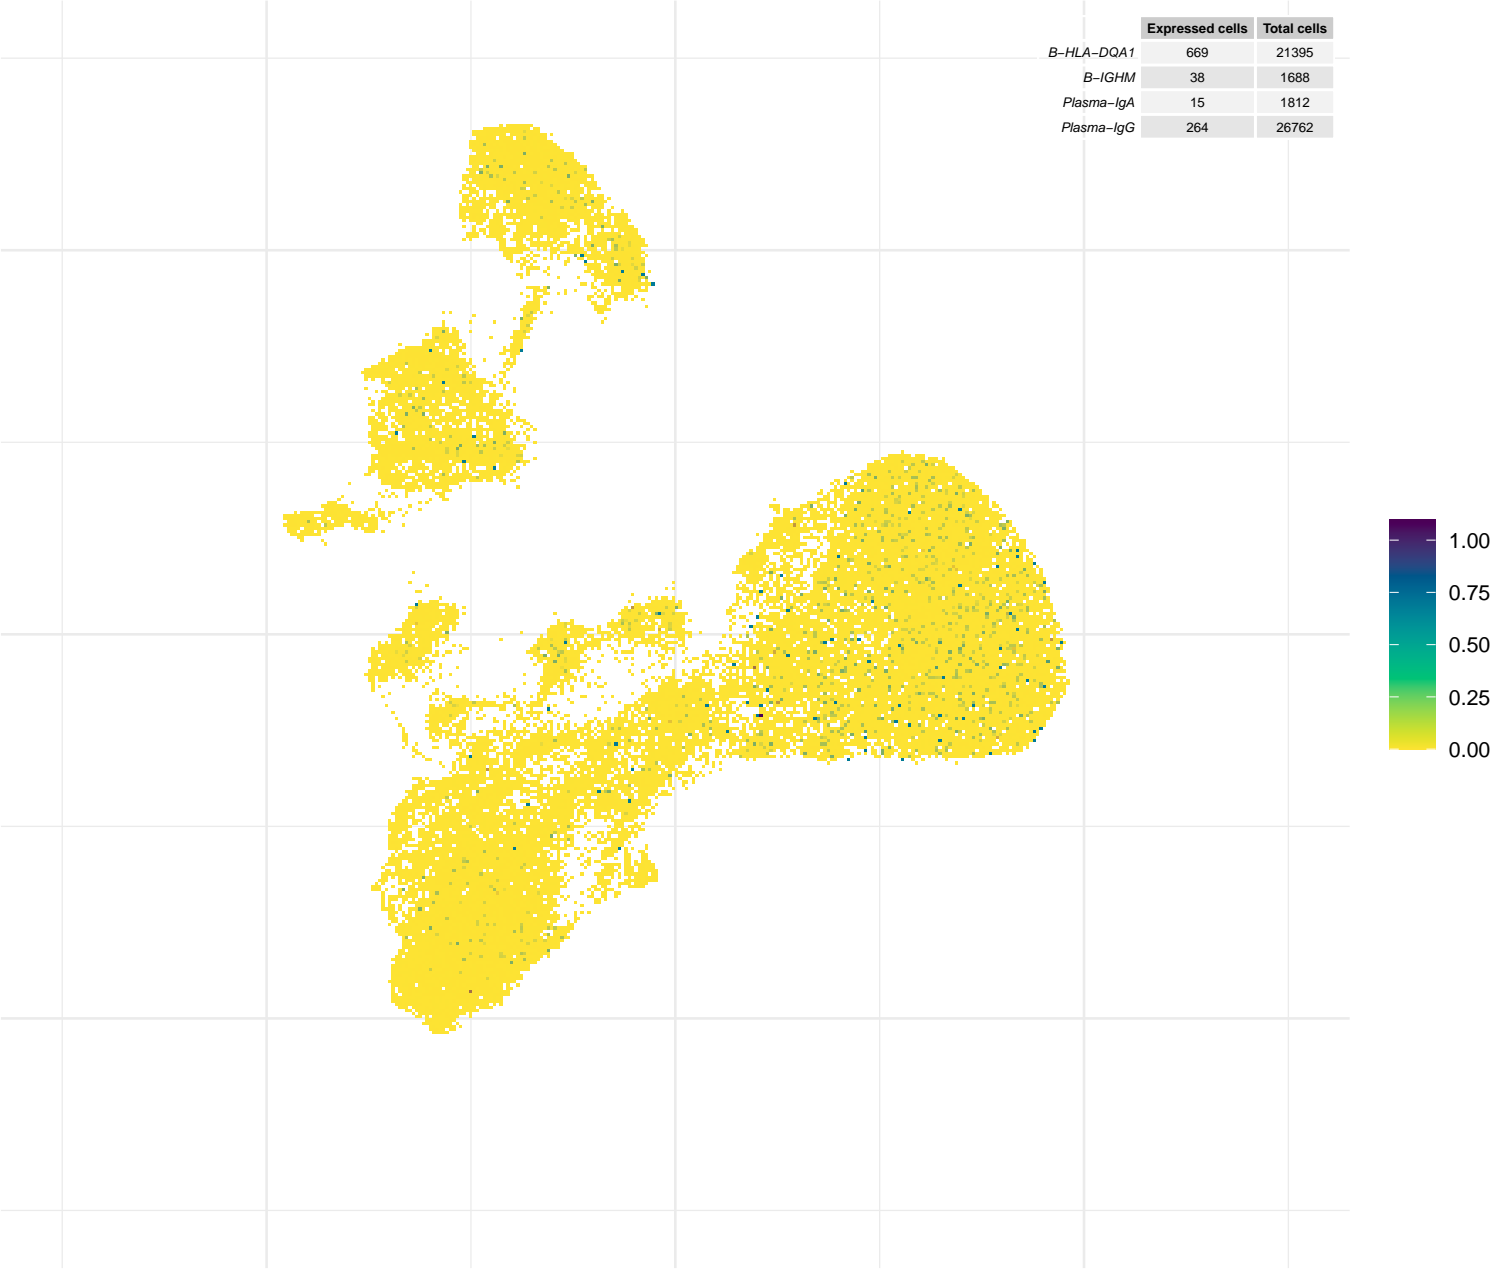 Expressed cells Total cells
B−HLA−DQA1 669 21395
B−IGHM 38 1688
Plasma−IgA 15 1812
Plasma−IgG 264 26762
1.00
0.75
0.50
0.25
0.00